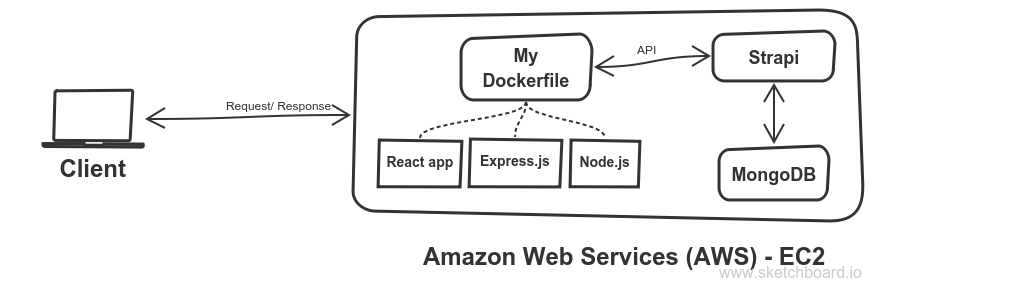 My
Dockerfile
API
Strapi
Request/ Response
React app
Express.js
Node.js
Client
MongoDB
Amazon Web Services (AWS) - EC2
www.sketchboard.io